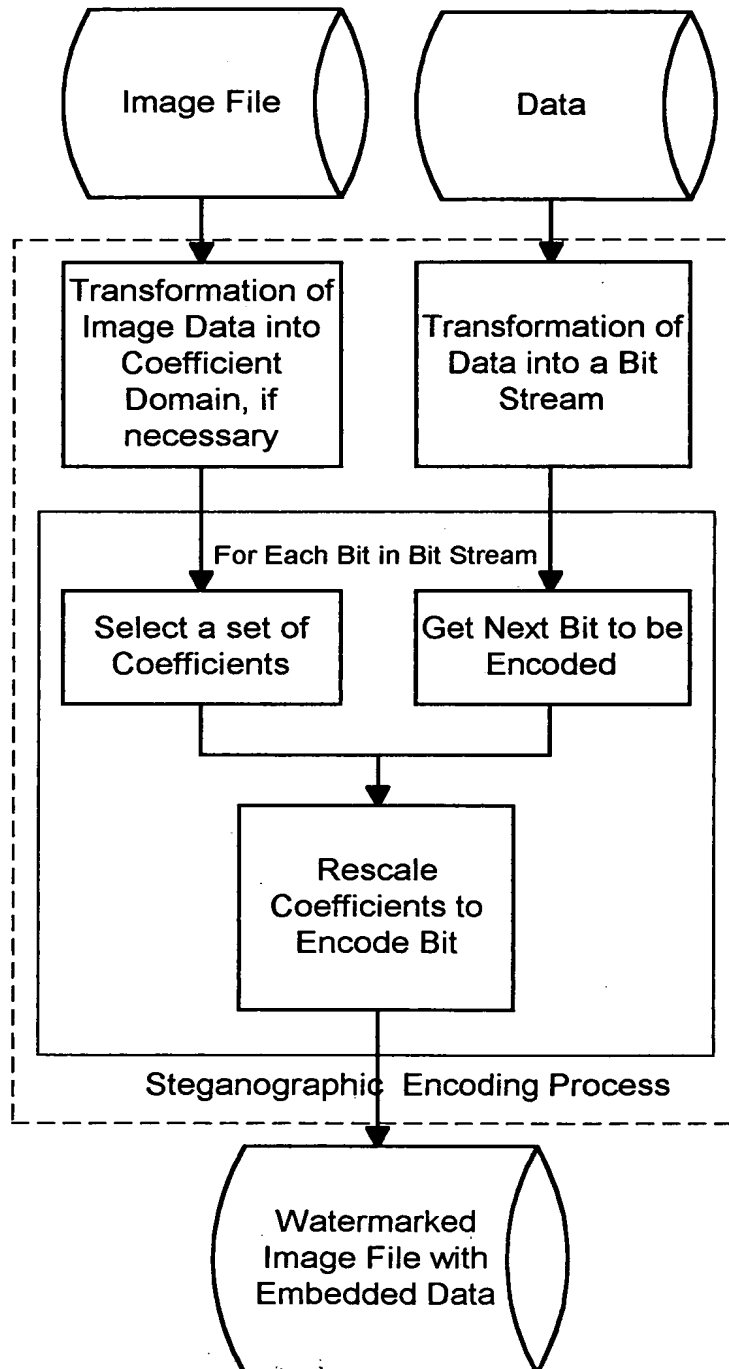 Image File
Data
Transformation of
Image Data into
Coefficient
Domain, if
necessary
Transformation of
Data into a Bit
Stream
For Each Bit in Bit Stream
Select a set of
Coefficients
Get Next Bit to be
Encoded
Rescale
Coefficients to
Encode Bit
Steganographic Encoding Process
Watermarked
Image File with
Embedded Data